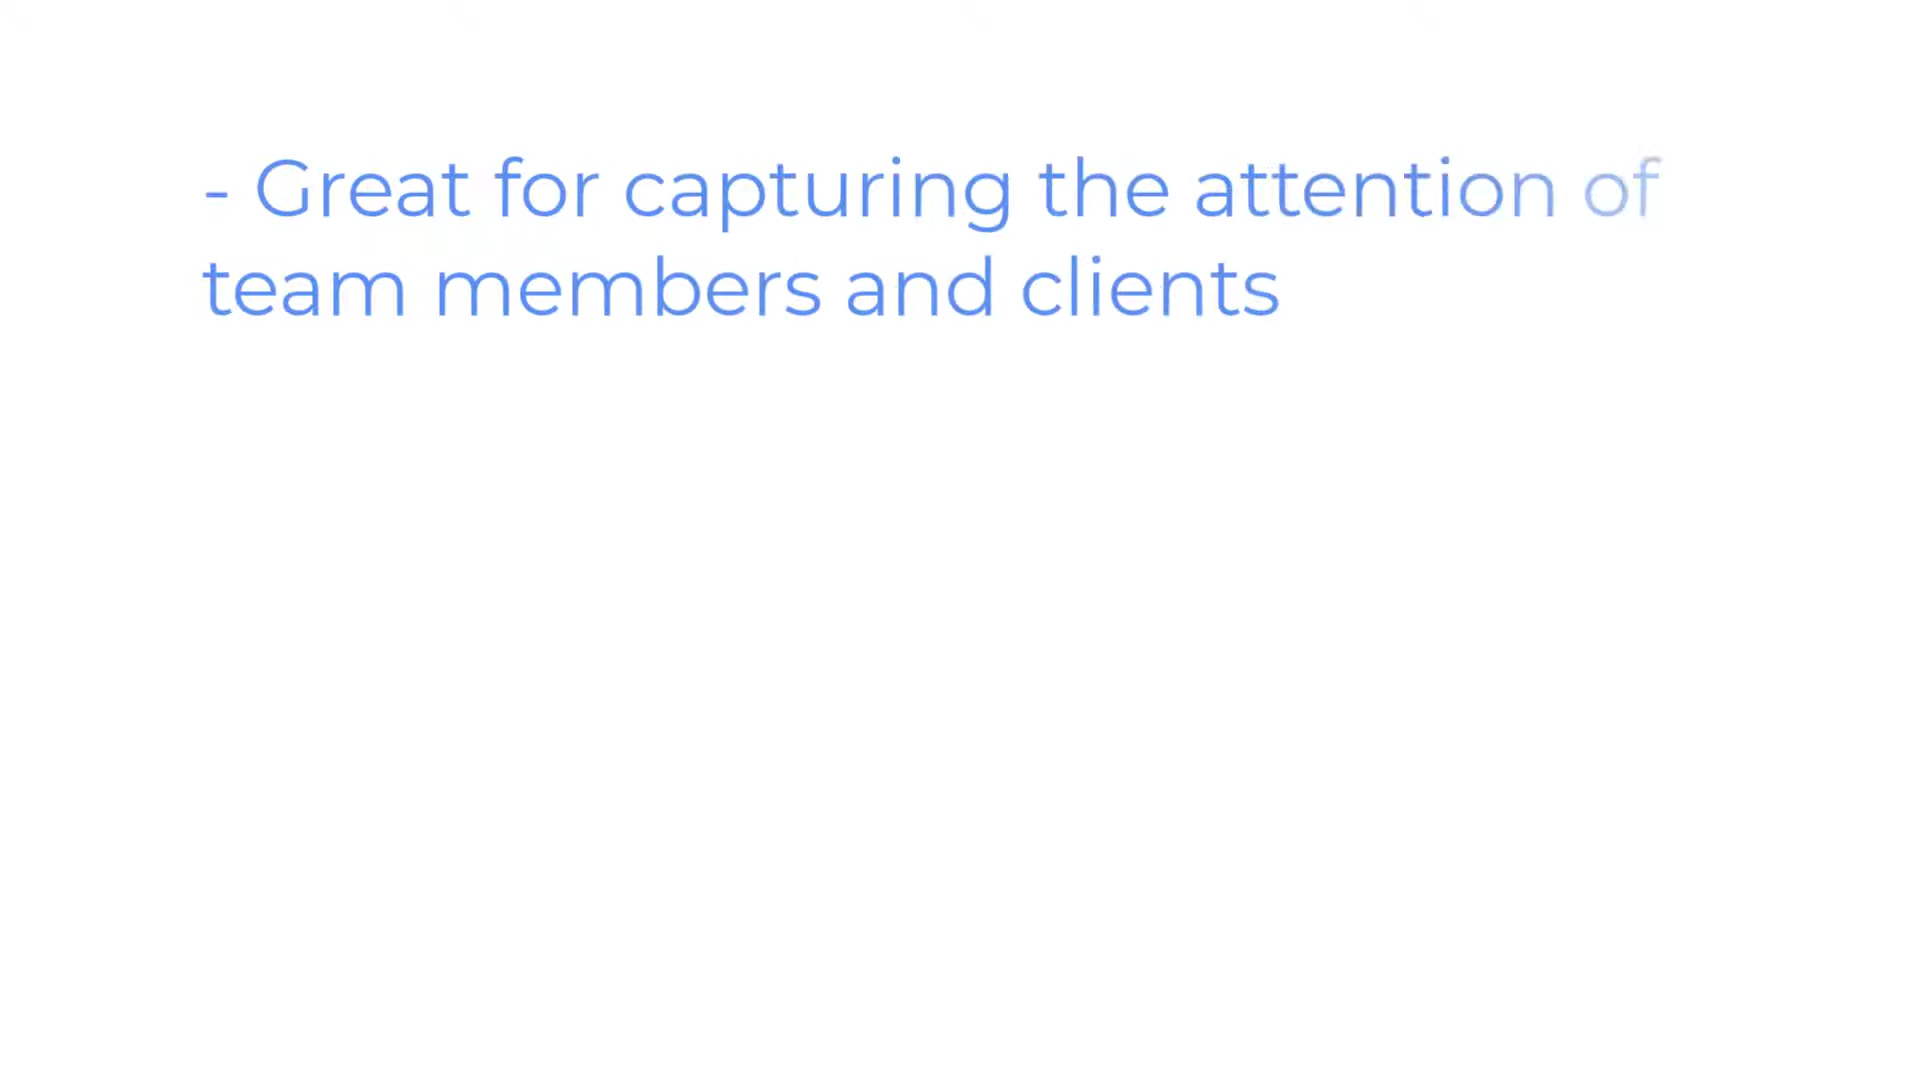 - Great for capturing the attention of
team members and clients